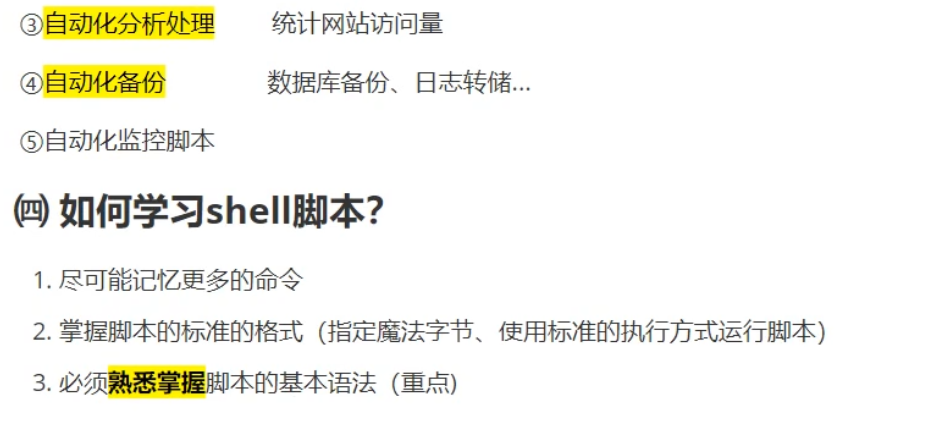 ③自动化分析处理 统计网站访问量
④自动化备份 数据库备份、日志转储...
⑤自动化监控脚本
㈣ 如何学习shell脚本?
1. 尽可能记忆更多的命令
2. 掌握脚本的标准的格式（指定魔法字节、使用标准的执行方式运行脚本）
3. 必须熟悉掌握脚本的基本语法（重点)